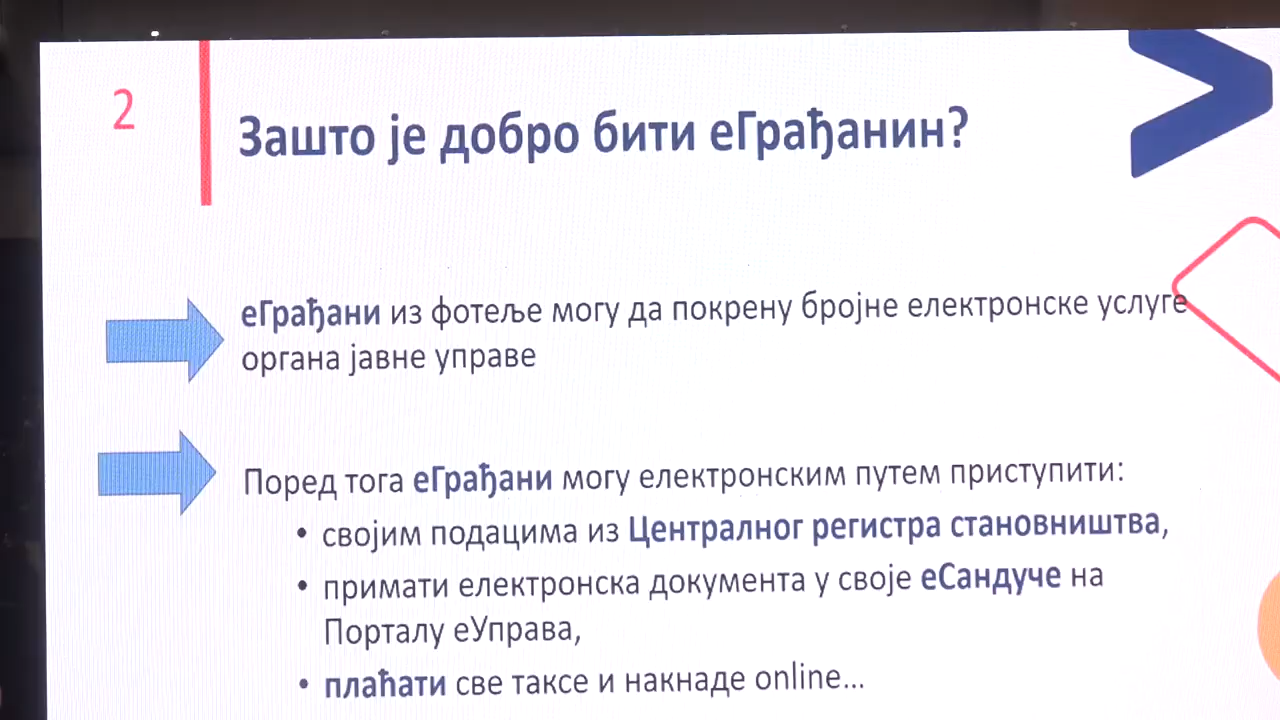 2
Зашто је добро бити еГрађанин?
еГрађани из фотеље могу да покрену бројне електронске услуге
органа јавне управе
Поред тога еГрађани могу електронским путем приступити:
• својим подацима из Централног регистра становништва,
• примати електронска документа у своје еСандуче на
Порталу еУправа,
• плаћати све таксе и накнаде online...